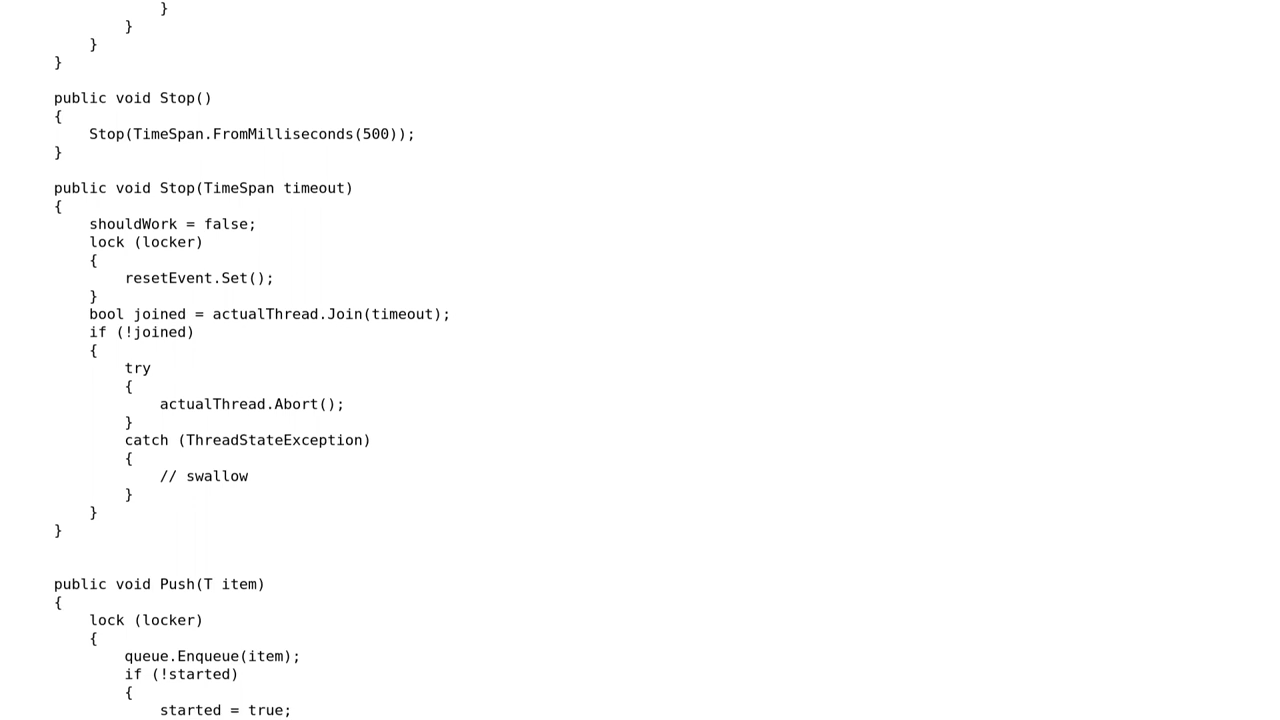 }
        }
    }
}

public void Stop()
{
    Stop(TimeSpan.FromMilliseconds(500));
}

public void Stop(TimeSpan timeout)
{
    shouldWork = false;
    lock (locker)
    {
        resetEvent.Set();
    }
    bool joined = actualThread.Join(timeout);
    if (!joined)
    {
        try
        {
            actualThread.Abort();
        }
        catch (ThreadStateException)
        {
            // swallow
        }
    }
}


public void Push(T item)
{
    lock (locker)
    {
        queue.Enqueue(item);
        if (!started)
        {
            started = true;